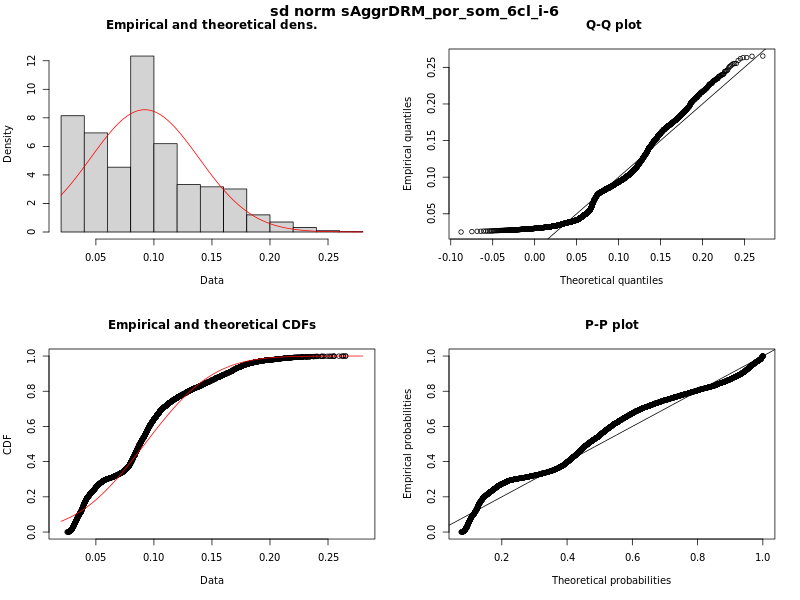 sd norm sAggrDRM_por_som_6cl_i-6
Empirical and theoretical dens.
Density
0 2 4 6 8 10 12
0.05 0.10 0.15 0.20 0.25
Data
Q-Q plot
Empirical quantiles
0.05 0.10 0.15 0.20 0.25
-0.10 -0.05 0.00 0.05 0.10 0.15 0.20 0.25
Theoretical quantiles
Empirical and theoretical CDFs
CDF
0.0 0.2 0.4 0.6 0.8 1.0
0.05 0.10 0.15 0.20 0.25
Data
P-P plot
Empirical probabilities
0.0 0.2 0.4 0.6 0.8 1.0
0.2 0.4 0.6 0.8 1.0
Theoretical probabilities